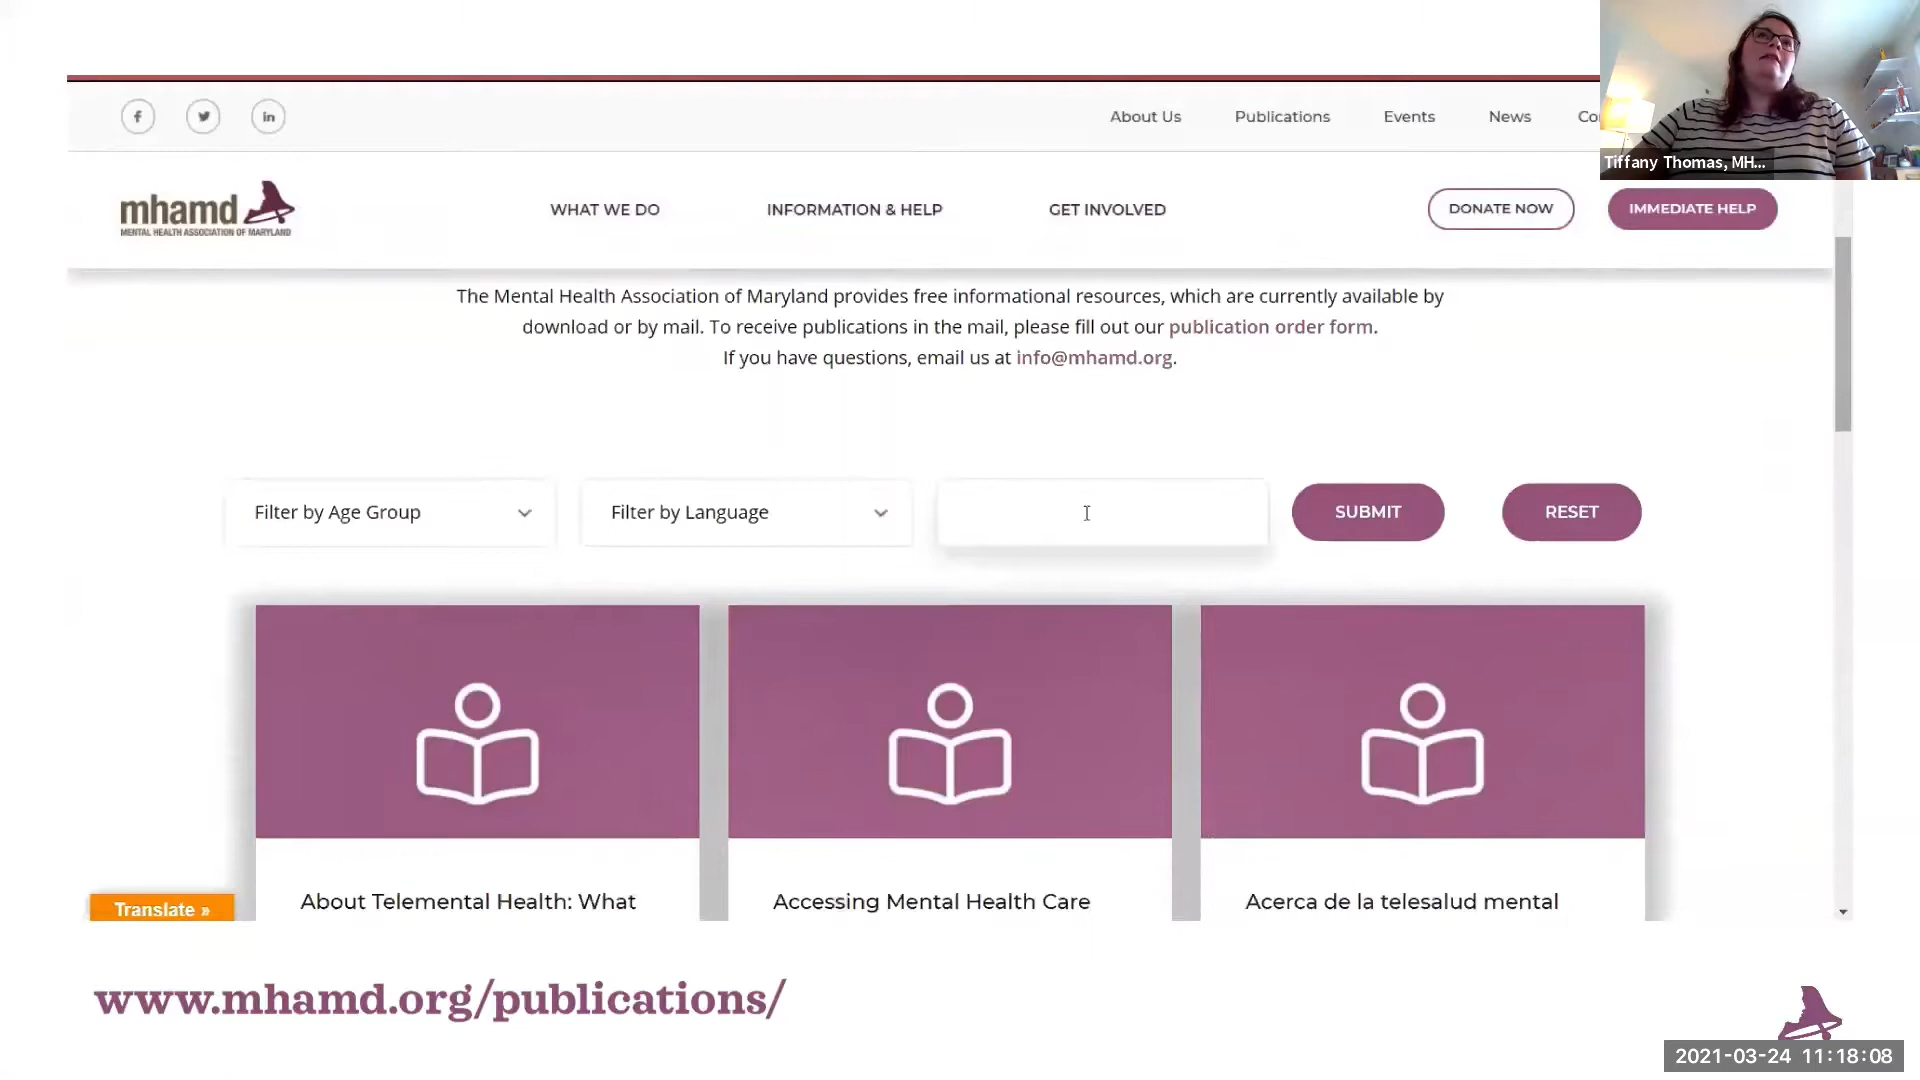 About Us
Publications
Events
News
Tiffany Thomas, MH...
mhamd
MENTAL HEALTH ASSOCIATION OF MARYLAND
WHAT WE DO
INFORMATION & HELP
GET INVOLVED
DONATE NOW
IMMEDIATE HELP
The Mental Health Association of Maryland provides free informational resources, which are currently available by
download or by mail. To receive publications in the mail, please fill out our publication order form.
If you have questions, email us at info@mhamd.org.
Filter by Age Group
Filter by Language
SUBMIT
RESET
About Telemental Health: What
Accessing Mental Health Care
Acerca de la telesalud mental
Translate »
www.mhamd.org/publications/
2021-03-24 11:18:08